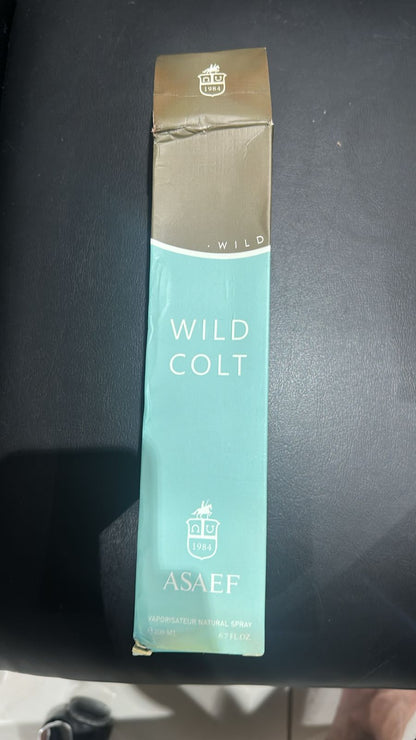 1984
· WILD
WILD
COLT
1984
ASAEF
VAPORISATEUR NATURAL SPRAY
6.7 FL.OZ